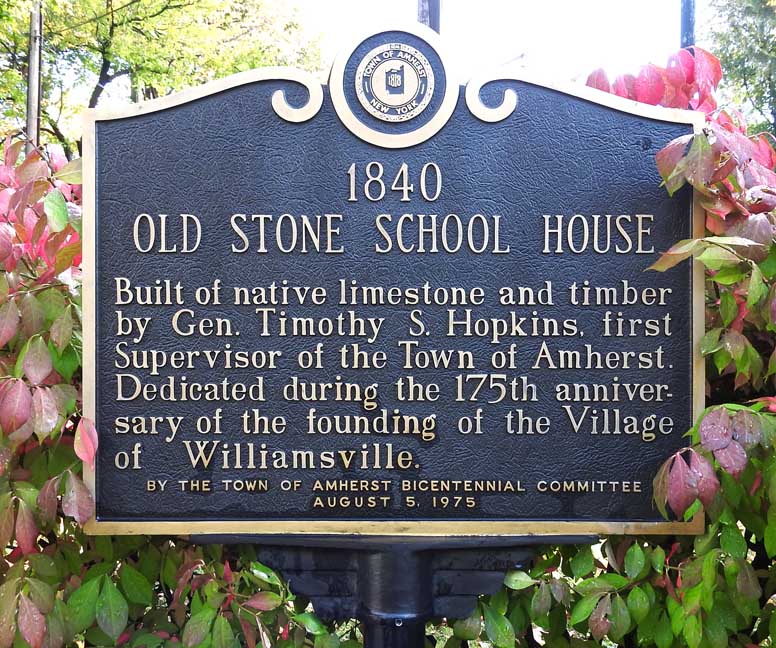 TOWN OF AMHERST
1818
NEW YORK
1840
OLD STONE SCHOOL HOUSE
Built of native limestone and timber
by Gen. Timothy S. Hopkins, first
Supervisor of the Town of Amherst.
Dedicated during the 175th anniver-
sary of the founding of the Village
of Williamsville.
BY THE TOWN OF AMHERST BICENTENNIAL COMMITTEE
AUGUST 5, 1975